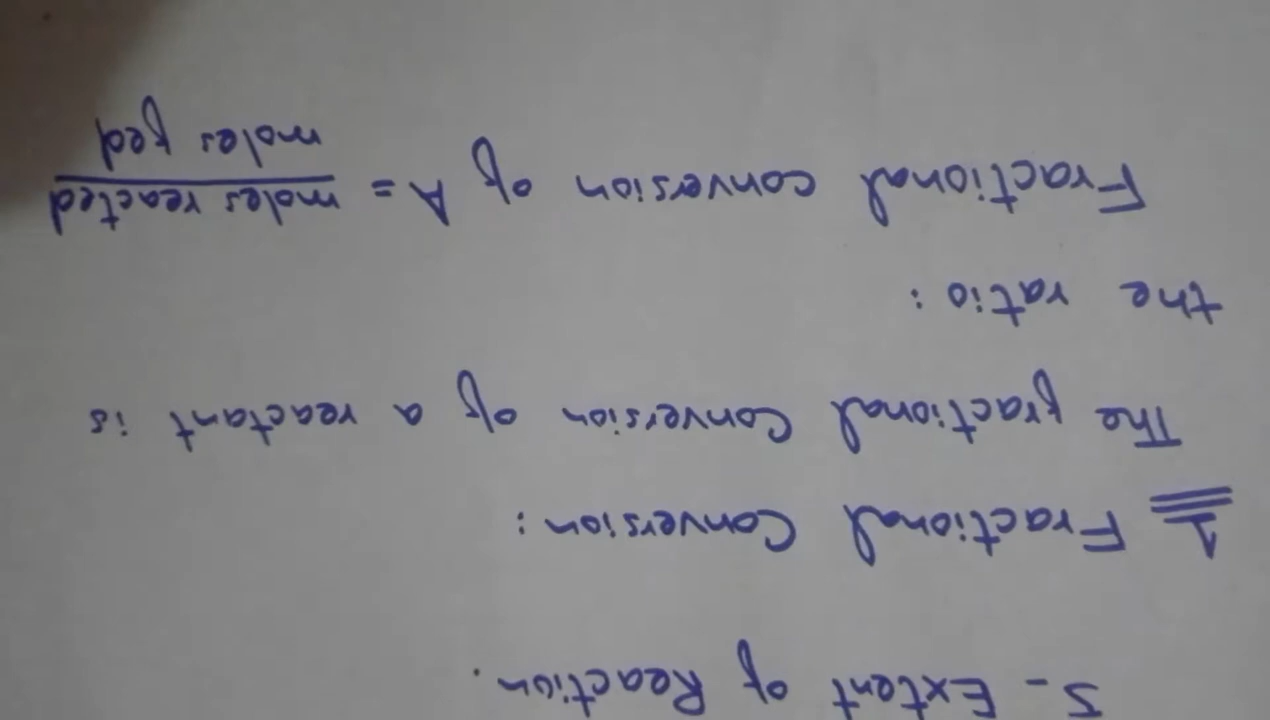 5- Extent of Reaction.
1 Fractional Conversion:
The fractional Conversion of a reactant is
the ratio:
Fractional conversion of A = moles reacted
moles fed